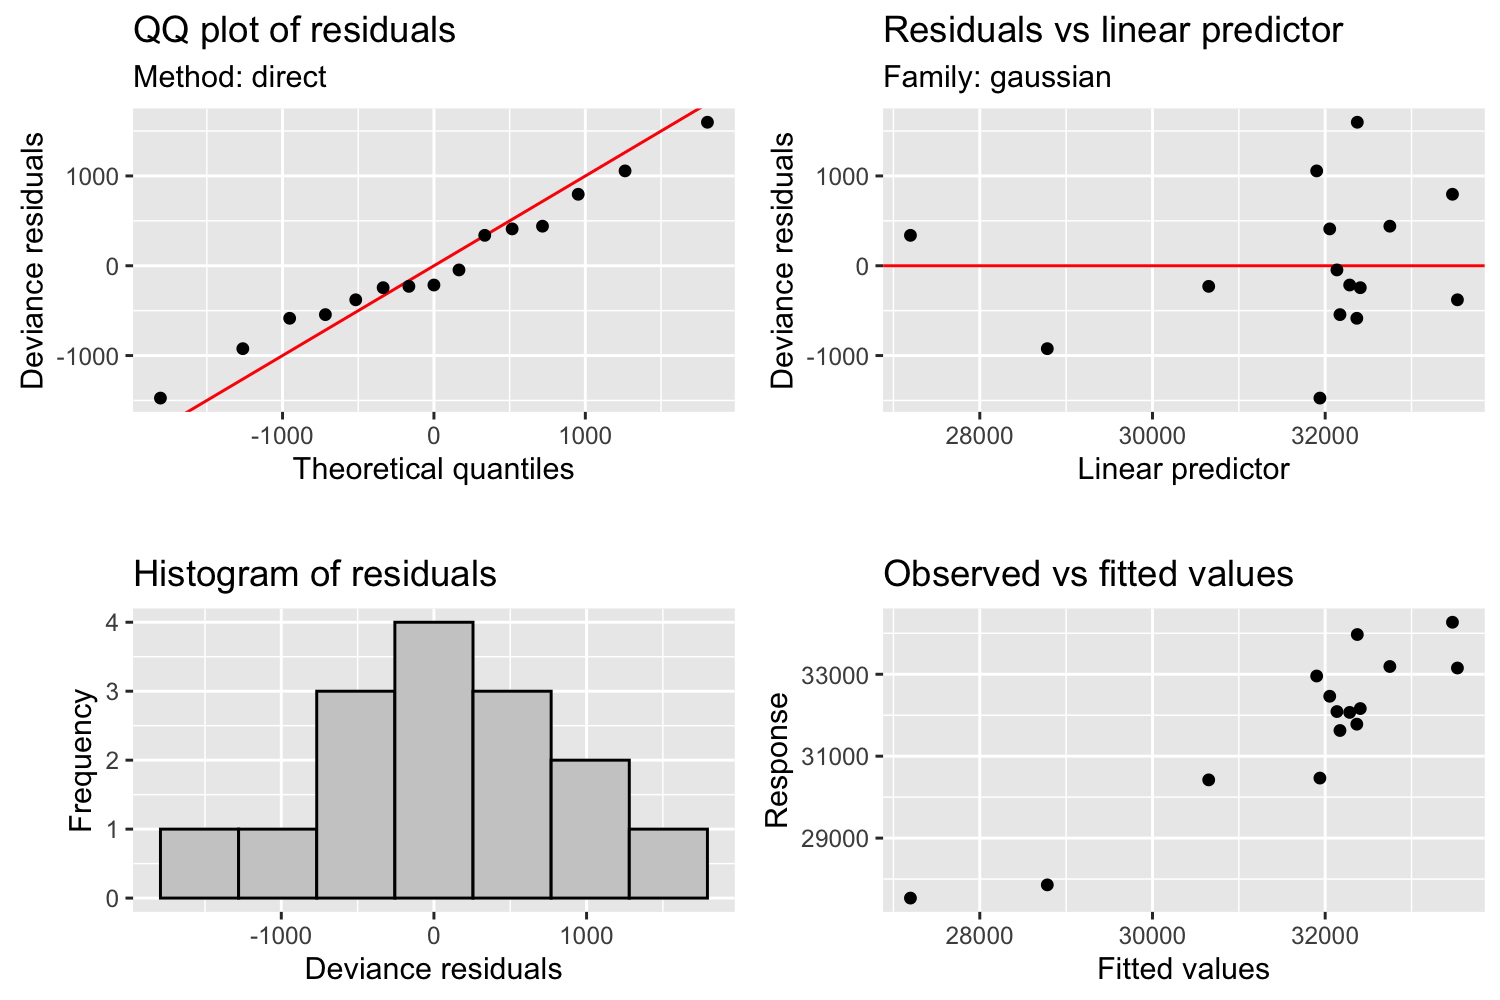 QQ plot of residuals
Method: direct
Deviance residuals
1000
0
-1000
-1000
0
1000
Theoretical quantiles
Residuals vs linear predictor
Family: gaussian
Deviance residuals
1000
0
-1000
28000
30000
32000
Linear predictor
Histogram of residuals
Frequency
4
3
2
1
0
-1000
0
1000
Deviance residuals
Observed vs fitted values
Response
33000
31000
29000
28000
30000
32000
Fitted values